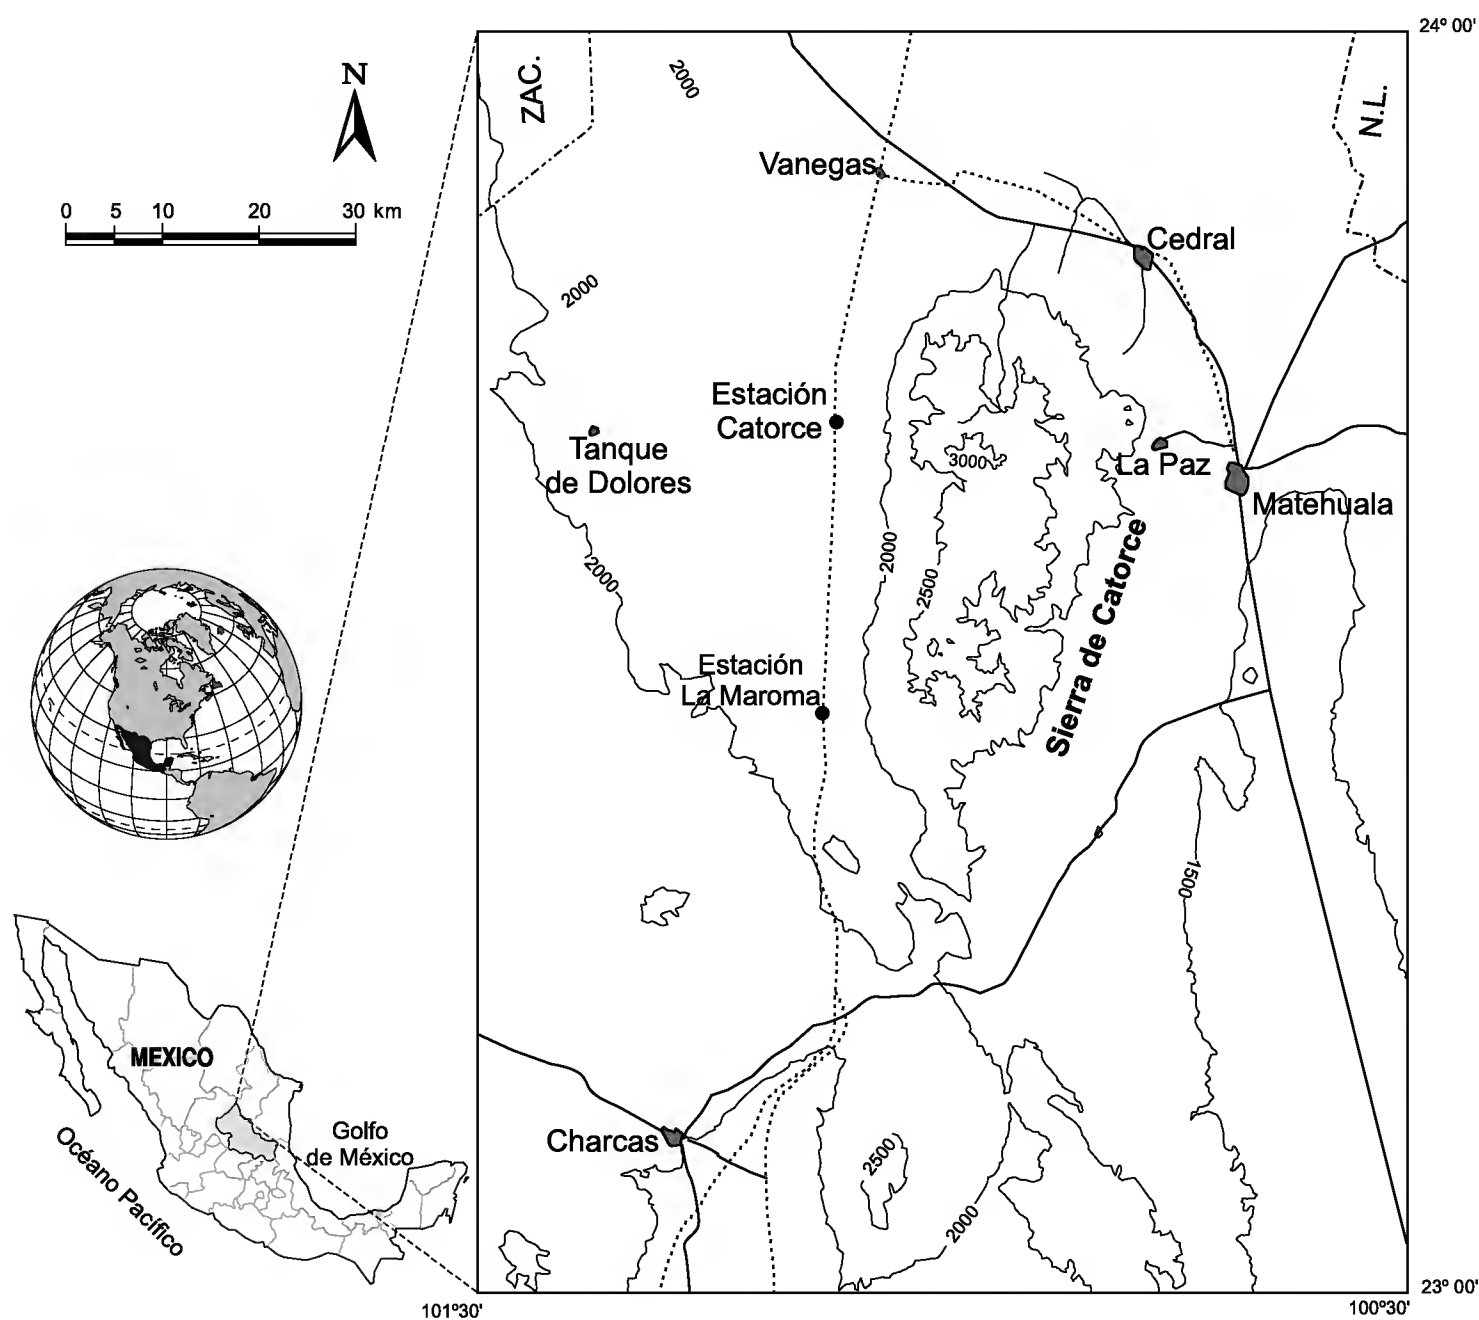 24º 00'
N
ZAC.
2000
N.L.
Vanegas
0 5 10 20 30 km
Cedral
2000
Estación
Catorce
Tanque
de Dolores
3000
La Paz
Matehuala
2000
2000
2500
Sierra de Catorce
Estación
La Maroma
1500
MEXICO
Golfo
de México
Océano Pacífico
Charcas
2500
2000
23º 00'
101º30'
100º30'